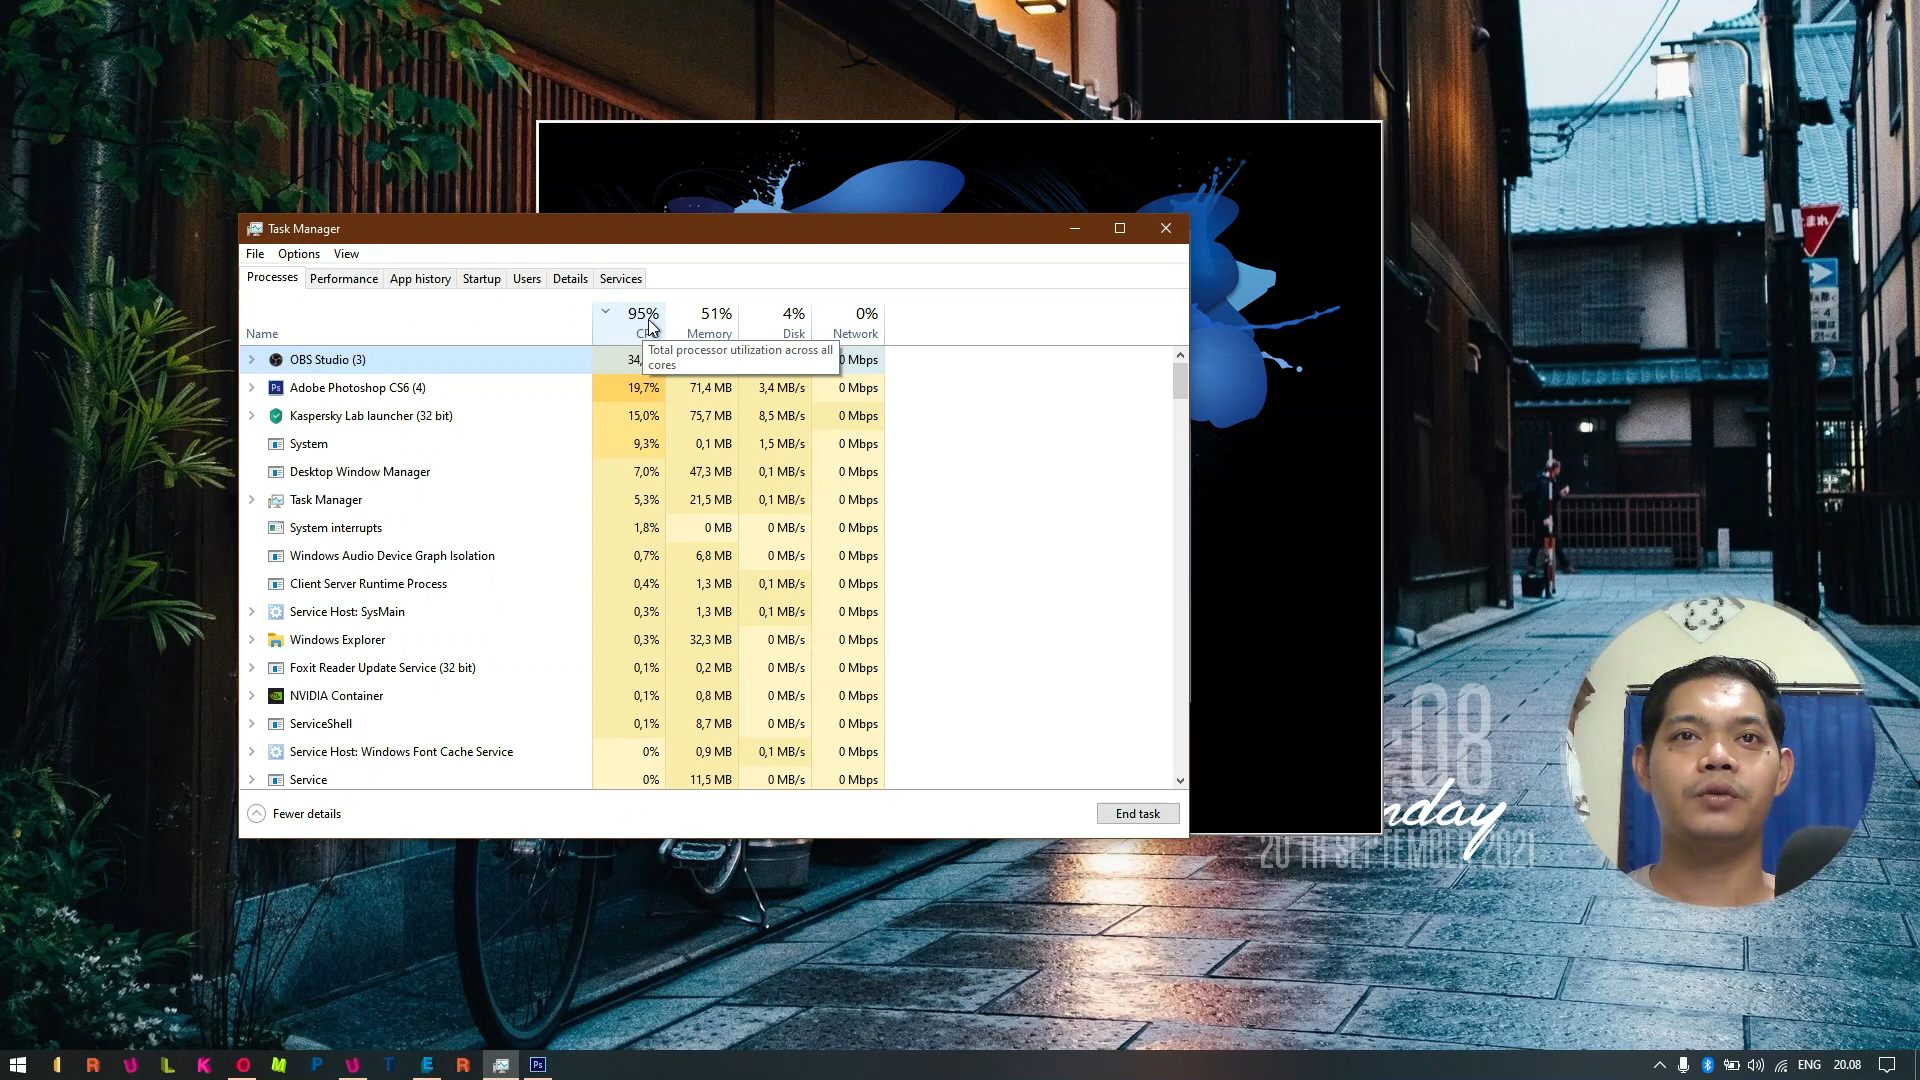 Task Manager
File Options View
Processes Performance App history Startup Users Details Services
95% 51% 4% 0%
Name Memory Disk Network
Total processor utilization across all
cores
OBS Studio (3) 34, 0 Mbps
Adobe Photoshop CS6 (4) 19,7% 71,4 MB 3,4 MB/s 0 Mbps
Kaspersky Lab launcher (32 bit) 15,0% 75,7 MB 8,5 MB/s 0 Mbps
System 9,3% 0,1 MB 1,5 MB/s 0 Mbps
Desktop Window Manager 7,0% 47,3 MB 0,1 MB/s 0 Mbps
Task Manager 5,3% 21,5 MB 0,1 MB/s 0 Mbps
System interrupts 1,8% 0 MB 0 MB/s 0 Mbps
Windows Audio Device Graph Isolation 0,7% 6,8 MB 0 MB/s 0 Mbps
Client Server Runtime Process 0,4% 1,3 MB 0,1 MB/s 0 Mbps
Service Host: SysMain 0,3% 1,3 MB 0,1 MB/s 0 Mbps
Windows Explorer 0,3% 32,3 MB 0 MB/s 0 Mbps
Foxit Reader Update Service (32 bit) 0,1% 0,2 MB 0 MB/s 0 Mbps
NVIDIA Container 0,1% 0,8 MB 0 MB/s 0 Mbps
ServiceShell 0,1% 8,7 MB 0 MB/s 0 Mbps
Service Host: Windows Font Cache Service 0% 0,9 MB 0,1 MB/s 0 Mbps
Service 0% 11,5 MB 0 MB/s 0 Mbps
Fewer details End task
止まれ
:08
nday
20TH SEPTEMBER 2021
I R U L K O M P U T E R Ps ENG 20.08